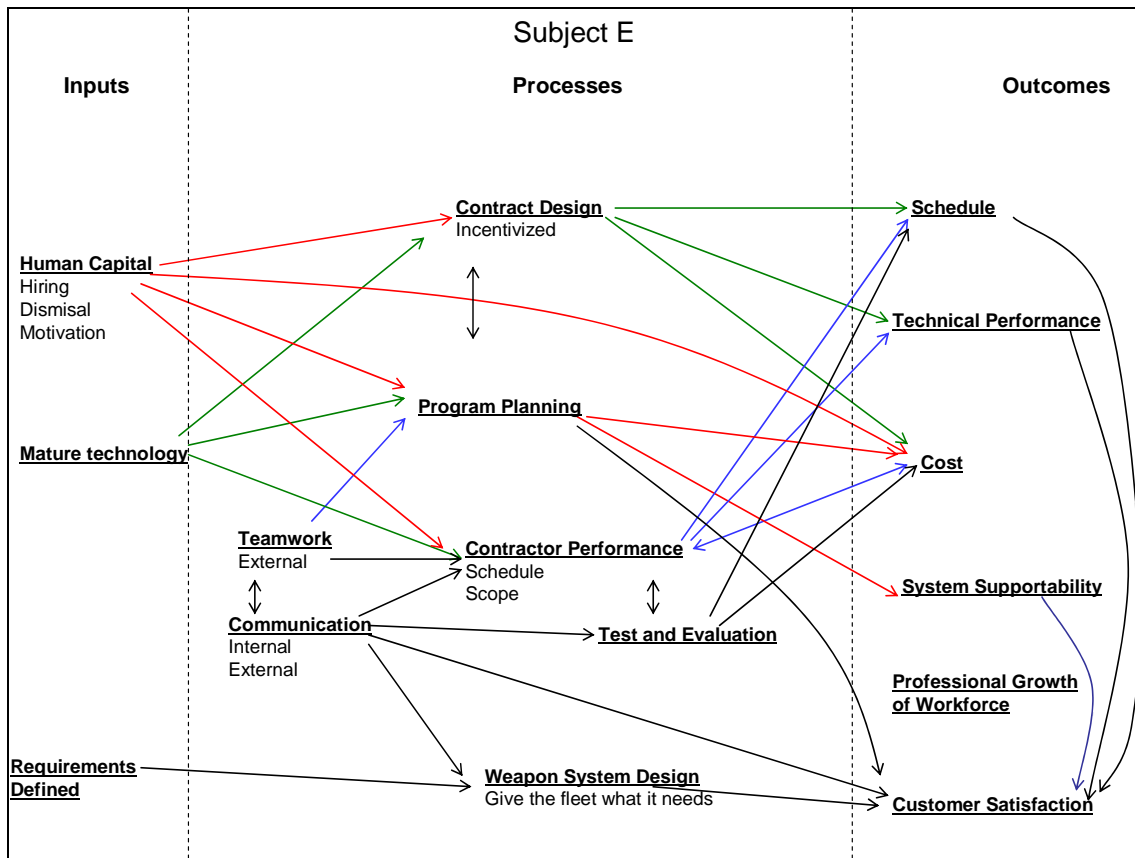 Subject E
Inputs
Processes
Outcomes
Human Capital
Hiring
Dismisal
Motivation
Mature technology
Requirements
Defined
Contract Design
Incentivized
Program Planning
Teamwork
External
Contractor Performance
Schedule
Scope
Communication
Internal
External
Test and Evaluation
Weapon System Design
Give the fleet what it needs
Schedule
Technical Performance
Cost
System Supportability
Professional Growth
of Workforce
Customer Satisfaction